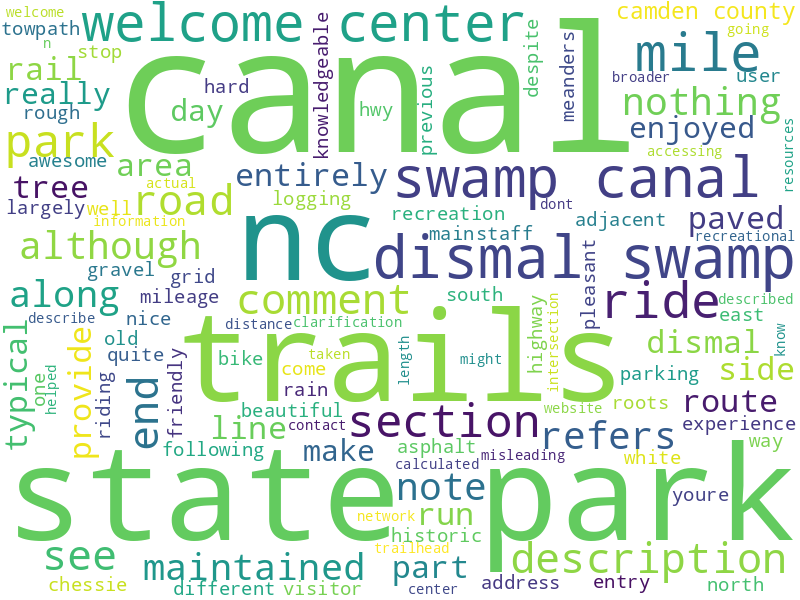 welcome
towpath
n
stop
welcome center
despite
meanders
camden county
going
mile
broader
user
rail
really
rough
hard
day
knowledgeable
hwy
previous
canal
nothing
enjoyed
accessing
resources
park
awesome
area
tree
actual
largely
well
road
information
entirely
logging
swamp canal
dont
recreation
mainstaff
adjacent
paved
recreational
although
nc
dismal swamp
gravel
grid
mileage
along
comment
south
pleasant
ride
described
east
describe
nice
distance
clarification
highway
intersection
know
typical
one
helped
provide
riding
old
quite
end
friendly
bike
trails
taken
come
length
might
dismal
parking
side
rain
beautiful
contact
section
website
roots
route
experience
line
following
make
asphalt
calculated
misleading
refers
white
way
state park
note
youre
network
run
historic
trailhead
see
chessie
maintained
different
visitor
part
center
address
entry
description
north